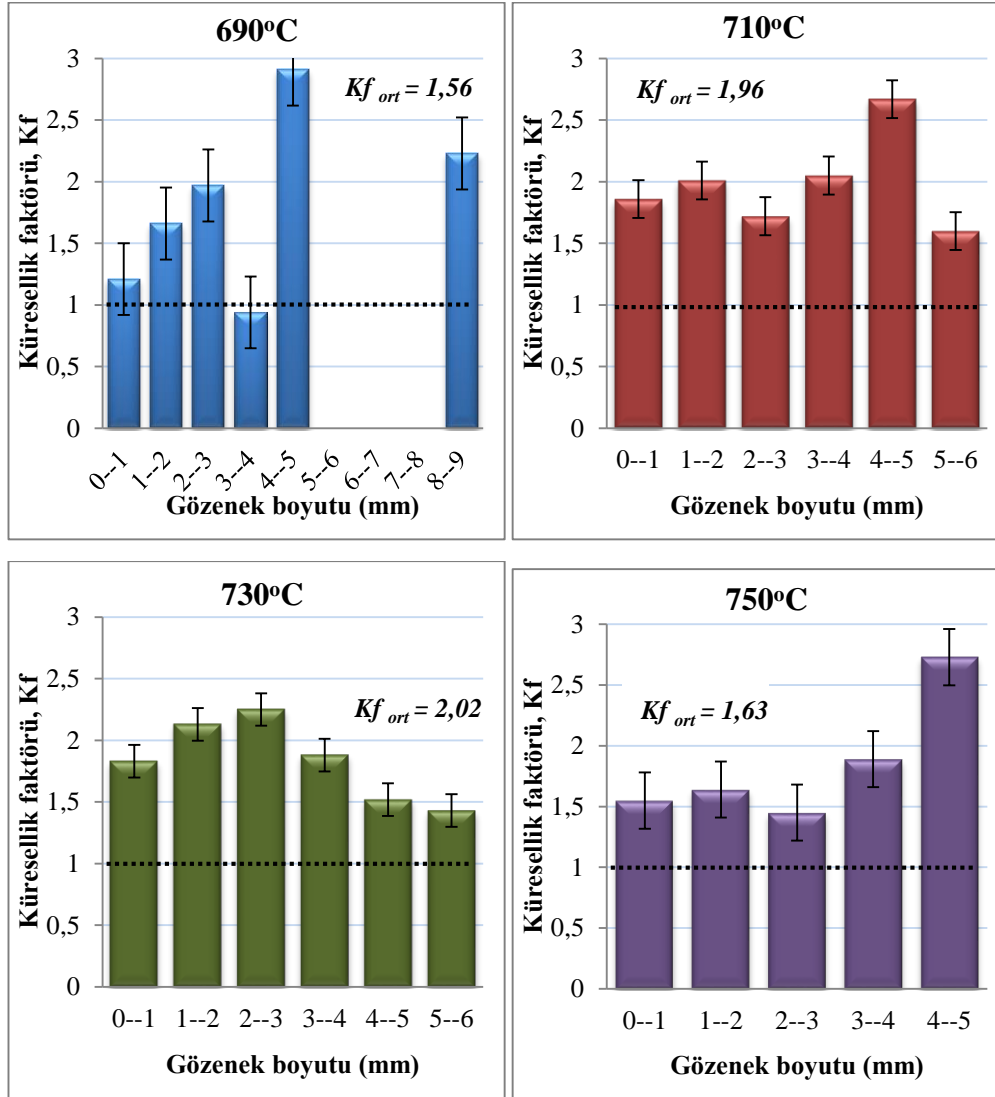 690°C
Küresellik faktörü, Kf
3
2,5
2
1,5
1
0,5
0
Kf ort = 1,56
0--1 1--2 2--3 3--4 4--5 5--6 6--7 7--8 8--9
Gözenek boyutu (mm)
710°C
Küresellik faktörü, Kf
3
2,5
2
1,5
1
0,5
0
Kf ort = 1,96
0--1 1--2 2--3 3--4 4--5 5--6
Gözenek boyutu (mm)
730°C
Küresellik faktörü, Kf
3
2,5
2
1,5
1
0,5
0
Kf ort = 2,02
0--1 1--2 2--3 3--4 4--5 5--6
Gözenek boyutu (mm)
750°C
Küresellik faktörü, Kf
3
2,5
2
1,5
1
0,5
0
Kf ort = 1,63
0--1 1--2 2--3 3--4 4--5
Gözenek boyutu (mm)